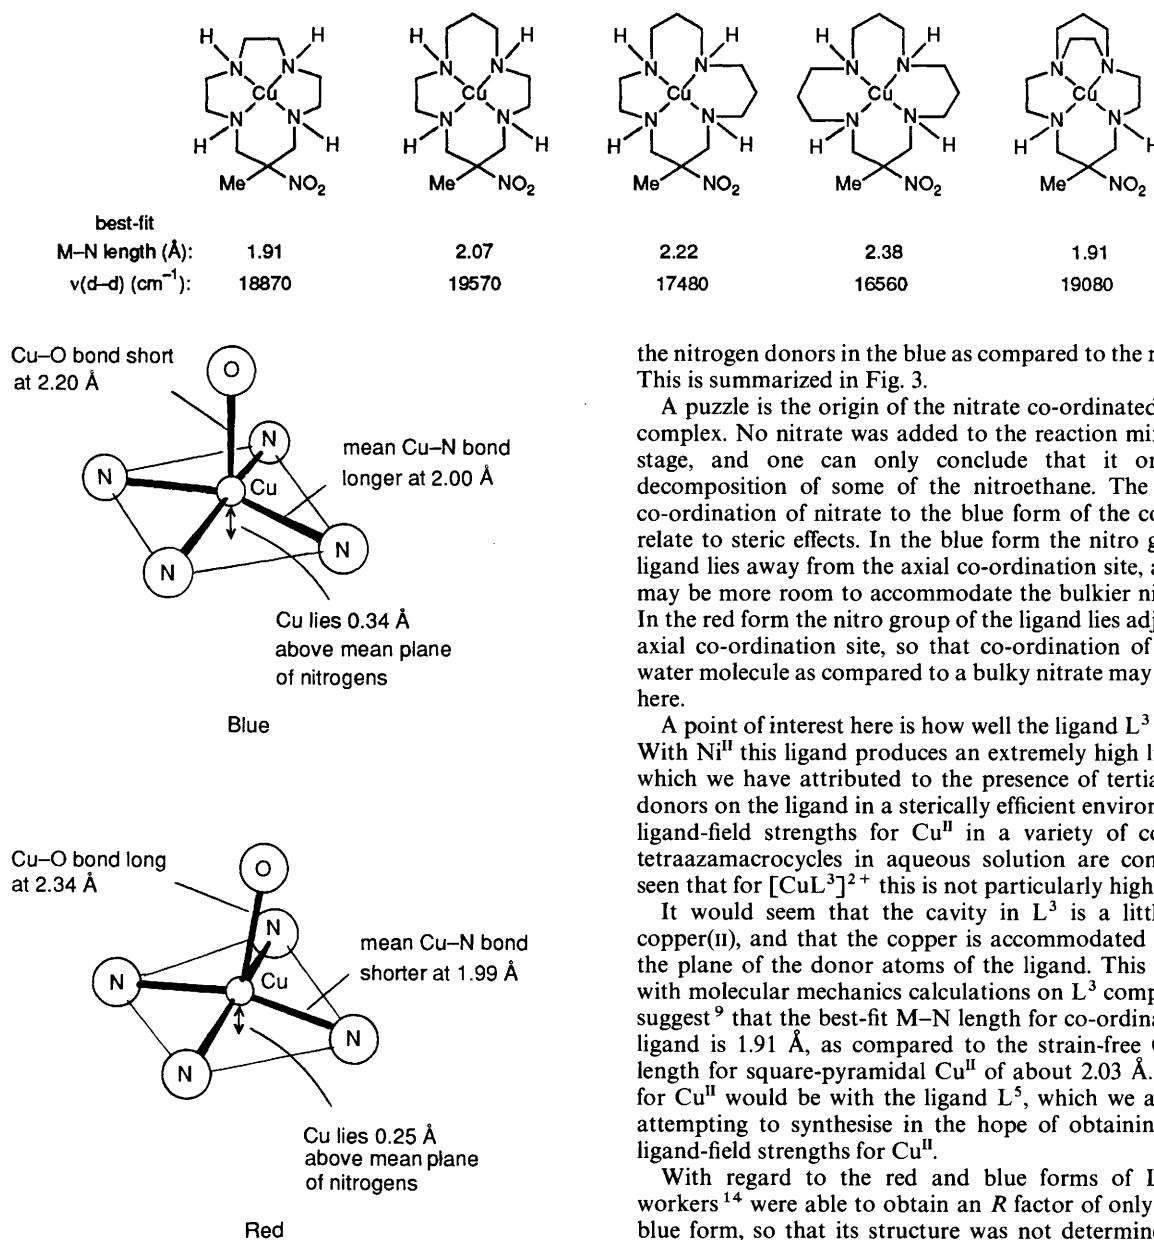 H H H H H H H
N N N N N N N N N N
Cu Cu Cu Cu Cu
N N N N N N N N N N
H H H H H H H H H H
Me NO2 Me NO2 Me NO2 Me NO2 Me NO2
best-fit
M–N length (Å): 1.91 2.07 2.22 2.38 1.91
ν(d–d) (cm⁻¹): 18870 19570 17480 16560 19080
Cu–O bond short
at 2.20 Å
O
N
mean Cu–N bond
longer at 2.00 Å
N
Cu
N
N
Cu lies 0.34 Å
above mean plane
of nitrogens
Blue
Cu–O bond long
at 2.34 Å
O
N
mean Cu–N bond
shorter at 1.99 Å
N
Cu
N
N
Cu lies 0.25 Å
above mean plane
of nitrogens
Red
the nitrogen donors in the blue as compared to the
This is summarized in Fig. 3.
A puzzle is the origin of the nitrate co-ordinated
complex. No nitrate was added to the reaction
stage, and one can only conclude that it
decomposition of some of the nitroethane. The
co-ordination of nitrate to the blue form of the
relate to steric effects. In the blue form the nitro
ligand lies away from the axial co-ordination site,
may be more room to accommodate the bulkier
In the red form the nitro group of the ligand lies
axial co-ordination site, so that co-ordination of
water molecule as compared to a bulky nitrate may
here.
A point of interest here is how well the ligand L³
With Niᴵᴵ this ligand produces an extremely high
which we have attributed to the presence of
donors on the ligand in a sterically efficient
ligand-field strengths for Cuᴵᴵ in a variety of
tetraazamacrocycles in aqueous solution are
seen that for [CuL³]²⁺ this is not particularly high
It would seem that the cavity in L³ is a
copper(II), and that the copper is accommodated
the plane of the donor atoms of the ligand. This
with molecular mechanics calculations on L³
suggest⁹ that the best-fit M–N length for
ligand is 1.91 Å, as compared to the strain-free
length for square-pyramidal Cuᴵᴵ of about 2.03 Å.
for Cuᴵᴵ would be with the ligand L⁵, which we
attempting to synthesise in the hope of
ligand-field strengths for Cuᴵᴵ.
With regard to the red and blue forms of
workers¹⁴ were able to obtain an R factor of only
blue form, so that its structure was not